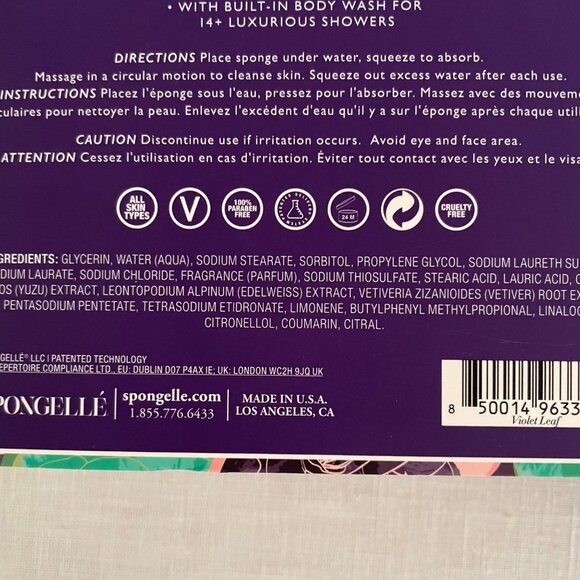 • WITH BUILT-IN BODY WASH FOR
14+ LUXURIOUS SHOWERS
DIRECTIONS Place sponge under water, squeeze to absorb.
Massage in a circular motion to cleanse skin. Squeeze out excess water after each use.
INSTRUCTIONS Placez l'éponge sous l'eau, pressez pour l'absorber. Massez avec des mouveme
culaires pour nettoyer la peau. Enlevez l'excédent d'eau qu'il y a sur l'éponge après chaque util
CAUTION Discontinue use if irritation occurs. Avoid eye and face area.
ATTENTION Cessez l'utilisation en cas d'irritation. Éviter tout contact avec les yeux et le visa
ALL SKIN TYPES
V
100% PARABEN FREE
24 M
CRUELTY FREE
GREDIENTS: GLYCERIN, WATER (AQUA), SODIUM STEARATE, SORBITOL, PROPYLENE GLYCOL, SODIUM LAURETH SU
DIUM LAURATE, SODIUM CHLORIDE, FRAGRANCE (PARFUM), SODIUM THIOSULFATE, STEARIC ACID, LAURIC ACID, C
OS (YUZU) EXTRACT, LEONTOPODIUM ALPINUM (EDELWEISS) EXTRACT, VETIVERIA ZIZANIOIDES (VETIVER) ROOT EX
PENTASODIUM PENTETATE, TETRASODIUM ETIDRONATE, LIMONENE, BUTYLPHENYL METHYLPROPIONAL, LINALOO
CITRONELLOL, COUMARIN, CITRAL.
NGELLÉ® LLC | PATENTED TECHNOLOGY
REPERTOIRE COMPLIANCE LTD., EU: DUBLIN D07 P4AX IE; UK: LONDON WC2H 9JQ UK
PONGELLÉ
spongelle.com
1.855.776.6433
MADE IN U.S.A.
LOS ANGELES, CA
8 50014 9633
Violet Leaf